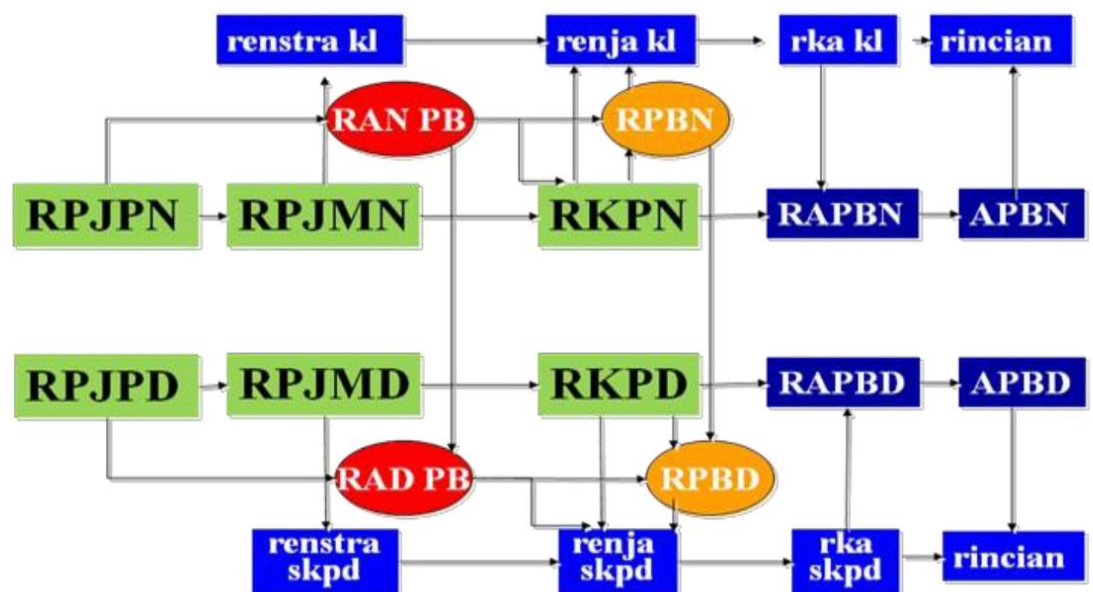 renstra kl
renja kl
rka kl
rincian
RAN PB
RPBN
RPJPN
RPJMN
RKPN
RAPBN
APBN
RPJPD
RPJMD
RKPD
RAPBD
APBD
RAD PB
RPBD
renstra
skpd
renja
skpd
rka
skpd
rincian